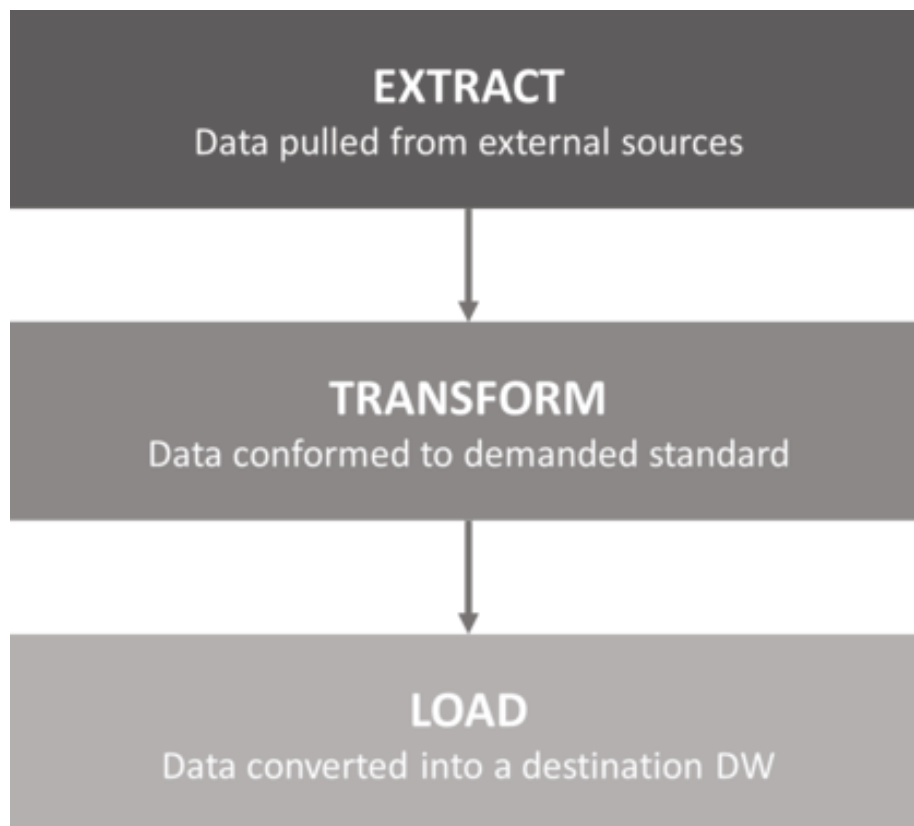 EXTRACT
Data pulled from external sources
TRANSFORM
Data conformed to demanded standard
LOAD
Data converted into a destination DW